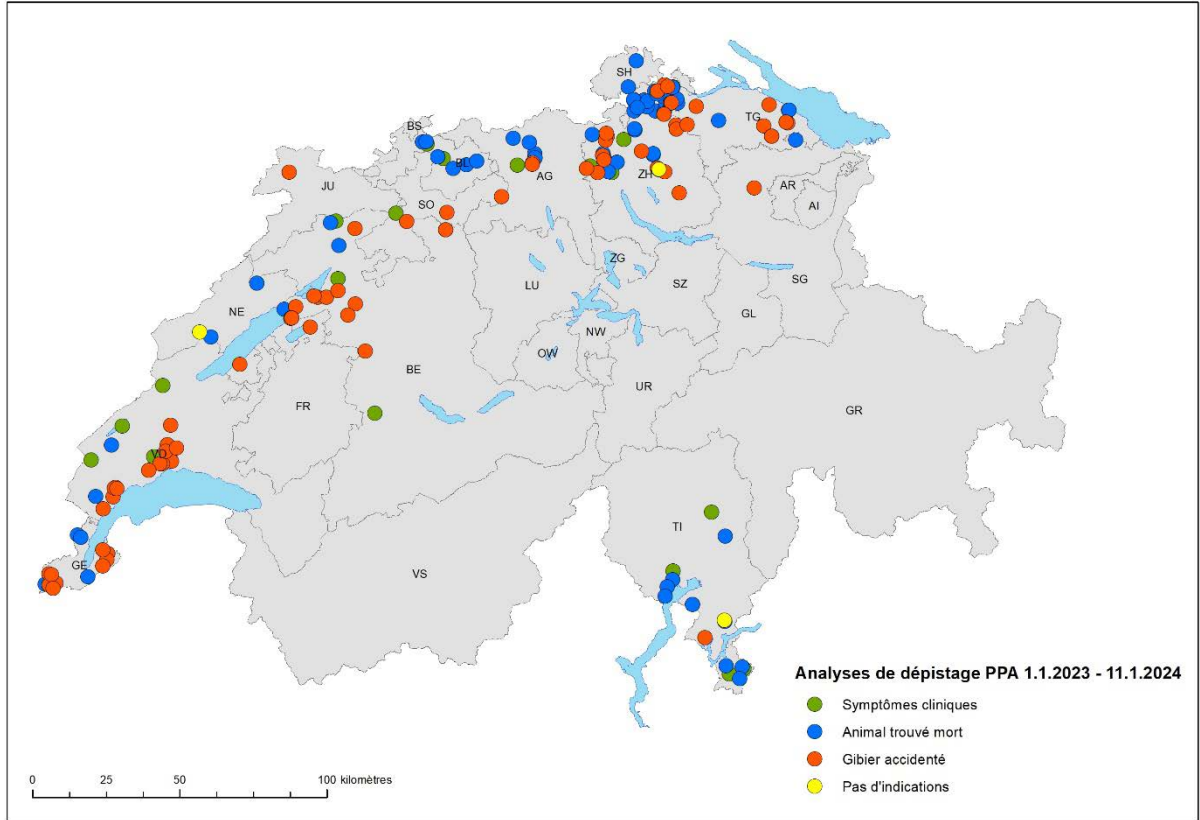 SH
BS
TG
BL
AG
ZH
JU
AR
SO
AI
ZG
LU
SZ
SG
NE
GL
NW
OW
BE
UR
FR
GR
VD
TI
GE
VS
Analyses de dépistage PPA 1.1.2023 - 11.1.2024
Symptômes cliniques
Animal trouvé mort
Gibier accidenté
Pas d'indications
0 25 50 100 kilomètres